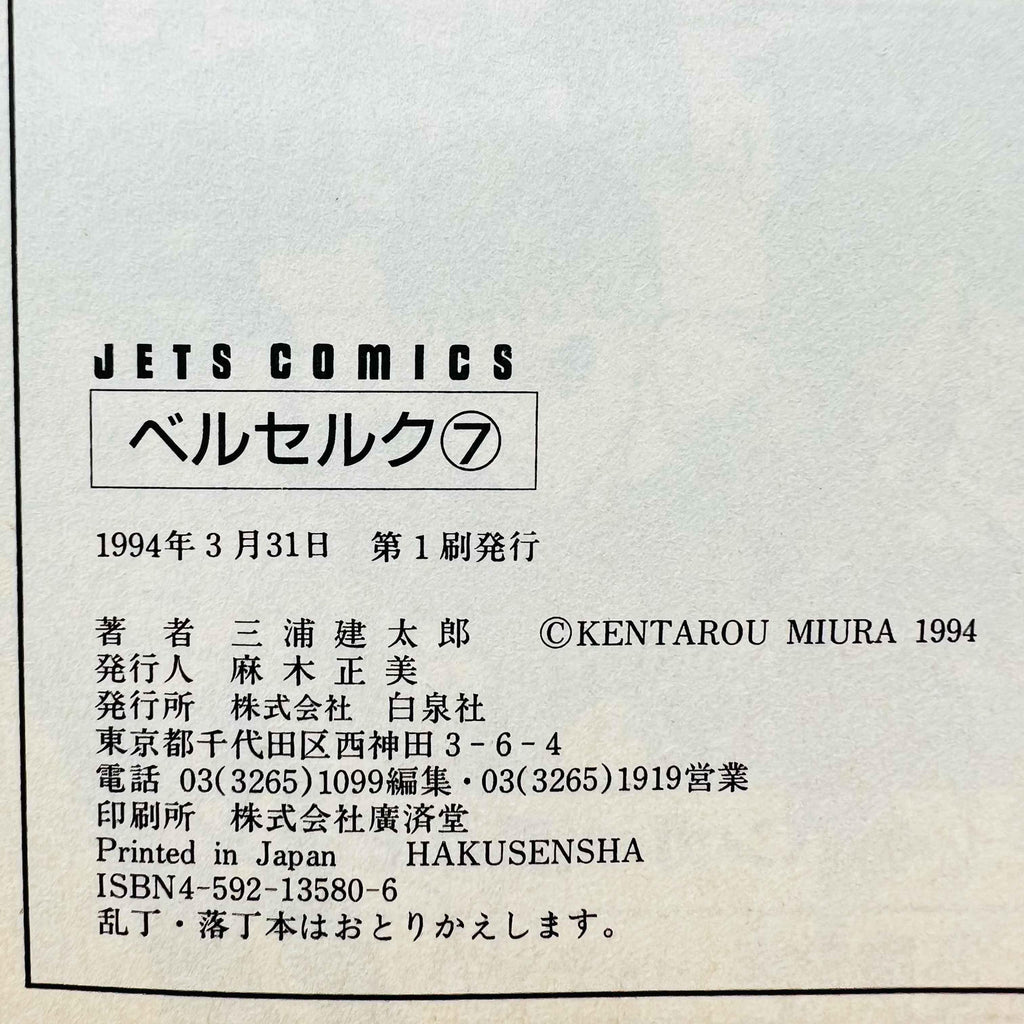 JETS COMICS
ベルセルク⑦
1994年3月31日　第1刷発行
著　者　三浦建太郎　©KENTAROU MIURA 1994
発行人　麻木正美
発行所　株式会社　白泉社
東京都千代田区西神田3-6-4
電話 03(3265)1099編集・03(3265)1919営業
印刷所　株式会社廣済堂
Printed in Japan　HAKUSENSHA
ISBN4-592-13580-6
乱丁・落丁本はおとりかえします。